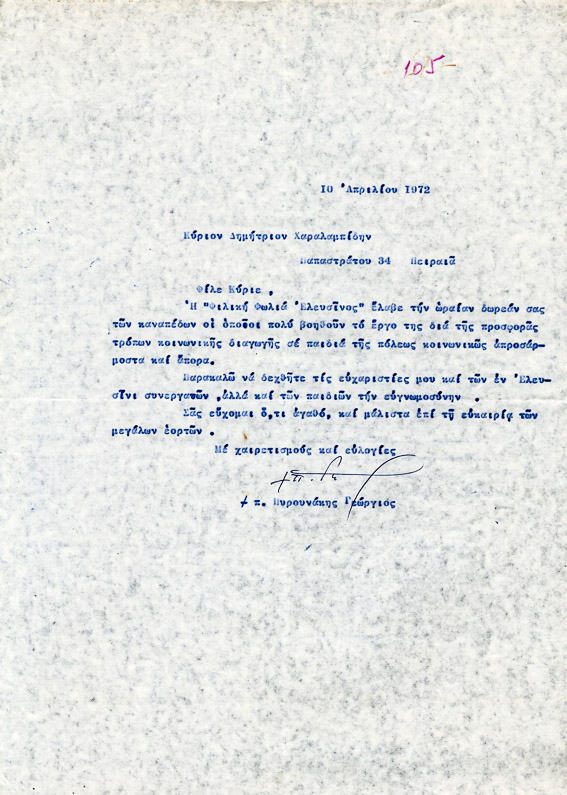 105-
10 Ἀπριλίου 1972
Κύριον Δημήτριον Χαραλαμπίδην
Παπαστράτου 34 Πειραιᾶ
Φίλε Κύριε ,
Ἡ "Φιλική Φωλιά Ἐλευσῖνος" ἔλαβε τήν ὡραίαν δωρεάν σας
τῶν καναπέδων οἱ ὁποῖοι πολύ βοηθοῦν τό ἔργο της διά τῆς προσφορᾶς
τρόπων κοινωνικῆς διαγωγῆς σέ παιδιά τῆς πόλεως κοινωνικῶς ἀπροσάρ-
μοστα καί ἄπορα.
Παρακαλῶ νά δεχθῆτε τίς εὐχαριστίες μου καί τῶν ἐν Ἐλευ-
σῖνι συνεργατῶν ,ἀλλά καί τῶν παιδιῶν τήν εὐγνωμοσύνην .
Σᾶς εὔχομαι ὅ,τι ἀγαθό, καί μάλιστα ἐπί τῇ εὐκαιρίᾳ τῶν
μεγάλων ἑορτῶν .
Μέ χαιρετισμούς καί εὐλογίες
+ π. Πυρουνάκης Γεώργιος